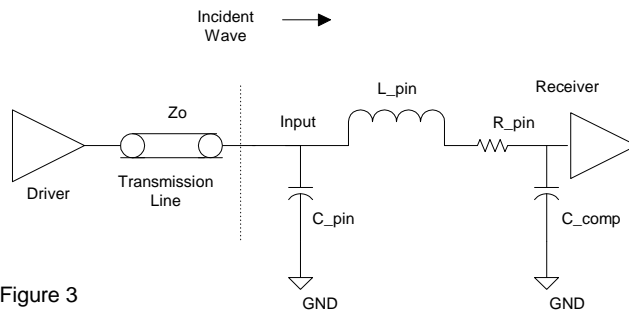 Incident
Wave
L_pin
Receiver
Zo
Input
R_pin
Transmission
Line
Driver
C_pin
C_comp
Figure 3
GND
GND